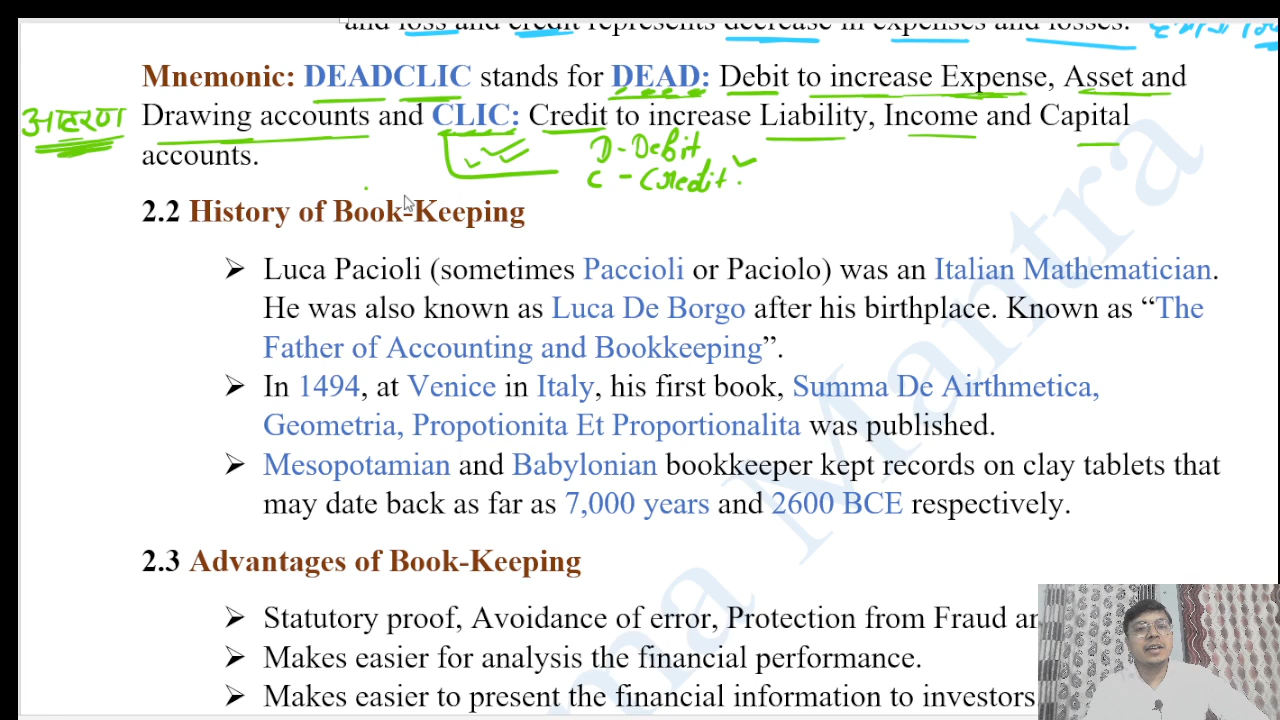 and loss and credit represents decrease in expenses and losses.
Mnemonic: DEADCLIC stands for DEAD: Debit to increase Expense, Asset and
आहरण Drawing accounts and CLIC: Credit to increase Liability, Income and Capital
accounts.
D - Debit
C - Credit
2.2 History of Book-Keeping
➢ Luca Pacioli (sometimes Paccioli or Paciolo) was an Italian Mathematician.
He was also known as Luca De Borgo after his birthplace. Known as “The
Father of Accounting and Bookkeeping”.
➢ In 1494, at Venice in Italy, his first book, Summa De Airthmetica,
Geometria, Propotionita Et Proportionalita was published.
➢ Mesopotamian and Babylonian bookkeeper kept records on clay tablets that
may date back as far as 7,000 years and 2600 BCE respectively.
2.3 Advantages of Book-Keeping
➢ Statutory proof, Avoidance of error, Protection from Fraud
➢ Makes easier for analysis the financial performance.
➢ Makes easier to present the financial information to investors
Mantra